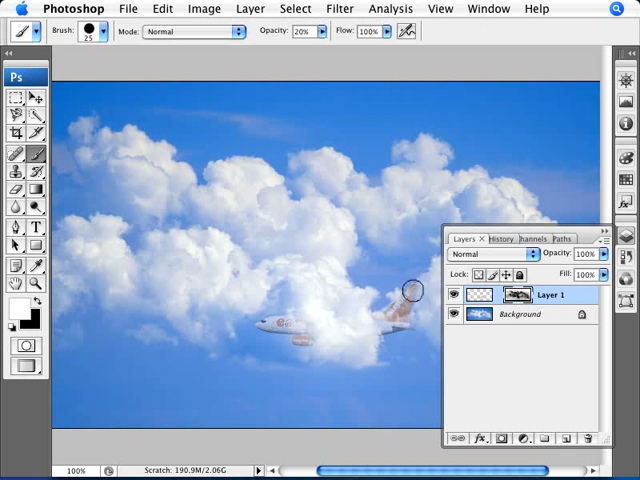 Photoshop File Edit Image Layer Select Filter Analysis View Window Help
Brush: 25 Mode: Normal Opacity: 20% Flow: 100%
Ps
Layers × History hannels Paths
Normal Opacity: 100%
Lock: Fill: 100%
Layer 1
Background
T
100% Scratch: 190.9M/2.06G